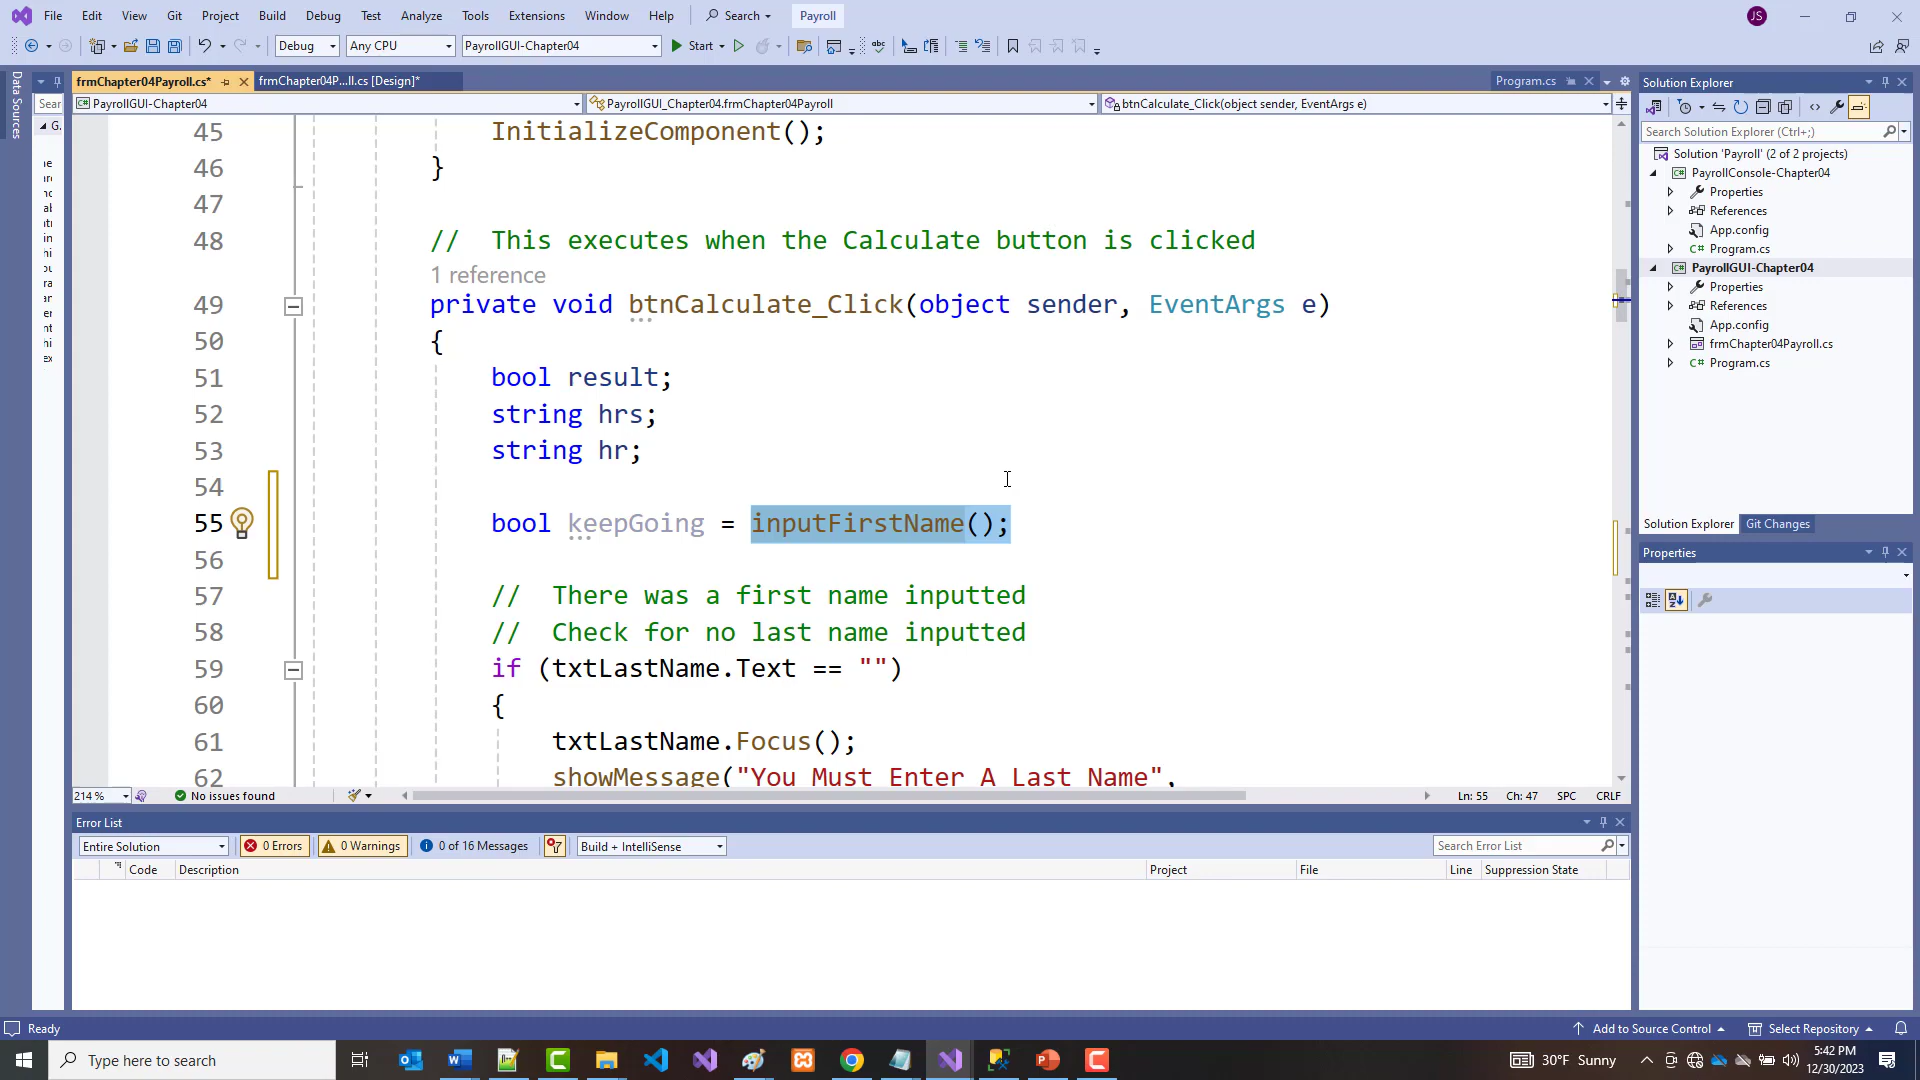 File Edit View Git Project Build Debug Test Analyze Tools Extensions Window Help Search Payroll JS
Debug Any CPU PayrollGUI-Chapter04 Start
Data Sources
frmChapter04Payroll.cs* frmChapter04P...ll.cs [Design]* Program.cs
Sear PayrollGUI-Chapter04 PayrollGUI_Chapter04.frmChapter04Payroll btnCalculate_Click(object sender, EventArgs e)
45 InitializeComponent();
46 }
47
48 //  This executes when the Calculate button is clicked
1 reference
49 private void btnCalculate_Click(object sender, EventArgs e)
50 {
51 bool result;
52 string hrs;
53 string hr;
54
55 bool keepGoing = inputFirstName();
56
57 //  There was a first name inputted
58 //  Check for no last name inputted
59 if (txtLastName.Text == "")
60 {
61 txtLastName.Focus();
62 showMessage("You Must Enter A Last Name",
214 % No issues found Ln: 55 Ch: 47 SPC CRLF
Error List
Entire Solution 0 Errors 0 Warnings 0 of 16 Messages Build + IntelliSense Search Error List
Code Description Project File Line Suppression State
Solution Explorer
Search Solution Explorer (Ctrl+;)
Solution 'Payroll' (2 of 2 projects)
PayrollConsole-Chapter04
Properties
References
App.config
C# Program.cs
PayrollGUI-Chapter04
Properties
References
App.config
frmChapter04Payroll.cs
C# Program.cs
Solution Explorer Git Changes
Properties
Ready Add to Source Control Select Repository
Type here to search 30°F Sunny 5:42 PM
12/30/2023